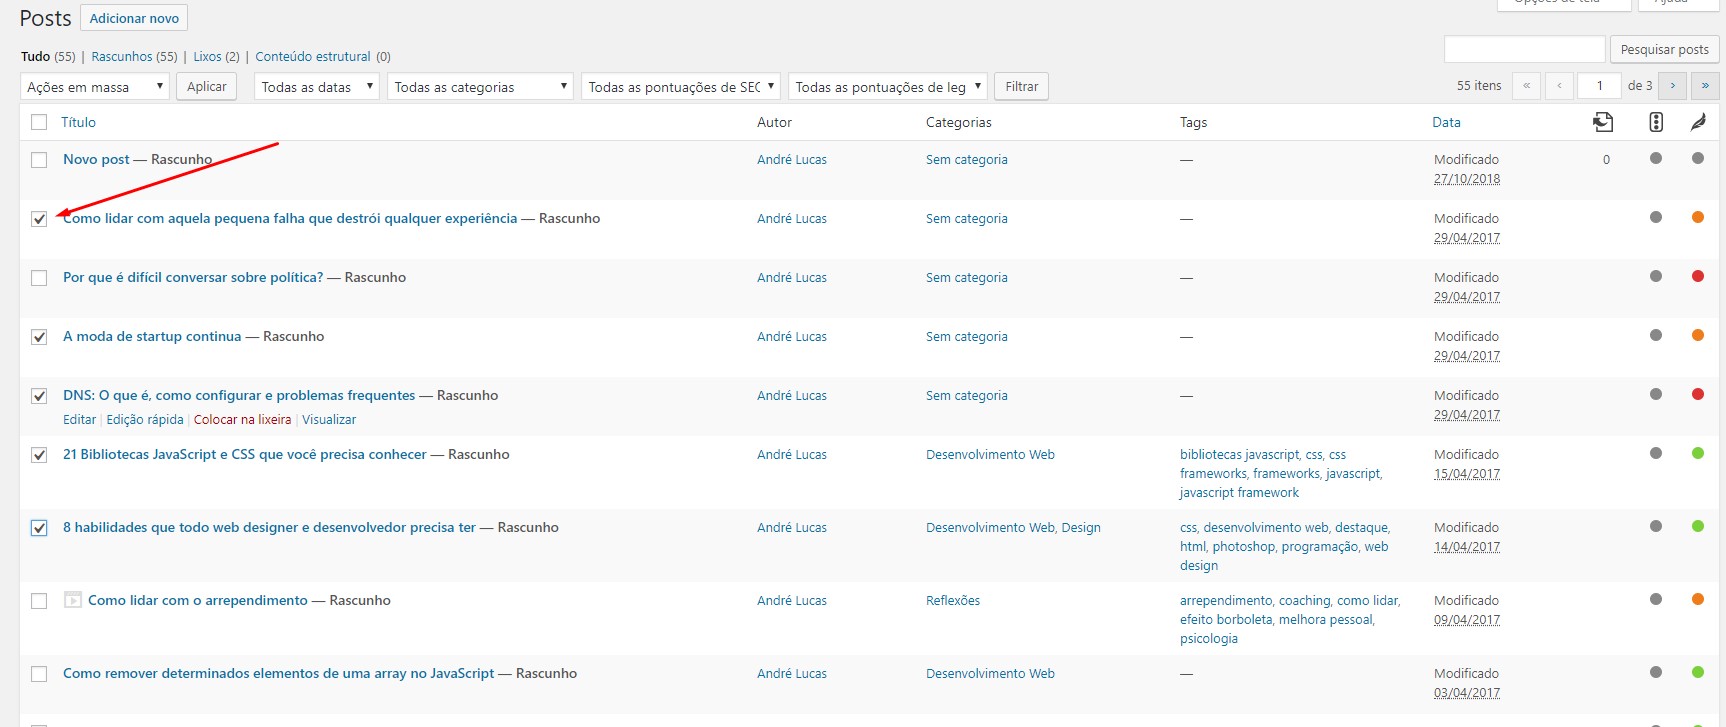 Posts Adicionar novo
Opções de tela Ajuda
Tudo (55) | Rascunhos (55) | Lixos (2) | Conteúdo estrutural (0)
Pesquisar posts
Ações em massa Aplicar Todas as datas Todas as categorias Todas as pontuações de SEO Todas as pontuações de leg Filtrar 55 itens « ‹ 1 de 3 › »
Título Autor Categorias Tags Data
Novo post — Rascunho André Lucas Sem categoria — Modificado 0
27/10/2018
Como lidar com aquela pequena falha que destrói qualquer experiência — Rascunho André Lucas Sem categoria — Modificado
29/04/2017
Por que é difícil conversar sobre política? — Rascunho André Lucas Sem categoria — Modificado
29/04/2017
A moda de startup continua — Rascunho André Lucas Sem categoria — Modificado
29/04/2017
DNS: O que é, como configurar e problemas frequentes — Rascunho André Lucas Sem categoria — Modificado
Editar | Edição rápida | Colocar na lixeira | Visualizar 29/04/2017
21 Bibliotecas JavaScript e CSS que você precisa conhecer — Rascunho André Lucas Desenvolvimento Web bibliotecas javascript, css, css Modificado
frameworks, frameworks, javascript, 15/04/2017
javascript framework
8 habilidades que todo web designer e desenvolvedor precisa ter — Rascunho André Lucas Desenvolvimento Web, Design css, desenvolvimento web, destaque, Modificado
html, photoshop, programação, web 14/04/2017
design
Como lidar com o arrependimento — Rascunho André Lucas Reflexões arrependimento, coaching, como lidar, Modificado
efeito borboleta, melhora pessoal, 09/04/2017
psicologia
Como remover determinados elementos de uma array no JavaScript — Rascunho André Lucas Desenvolvimento Web — Modificado
03/04/2017